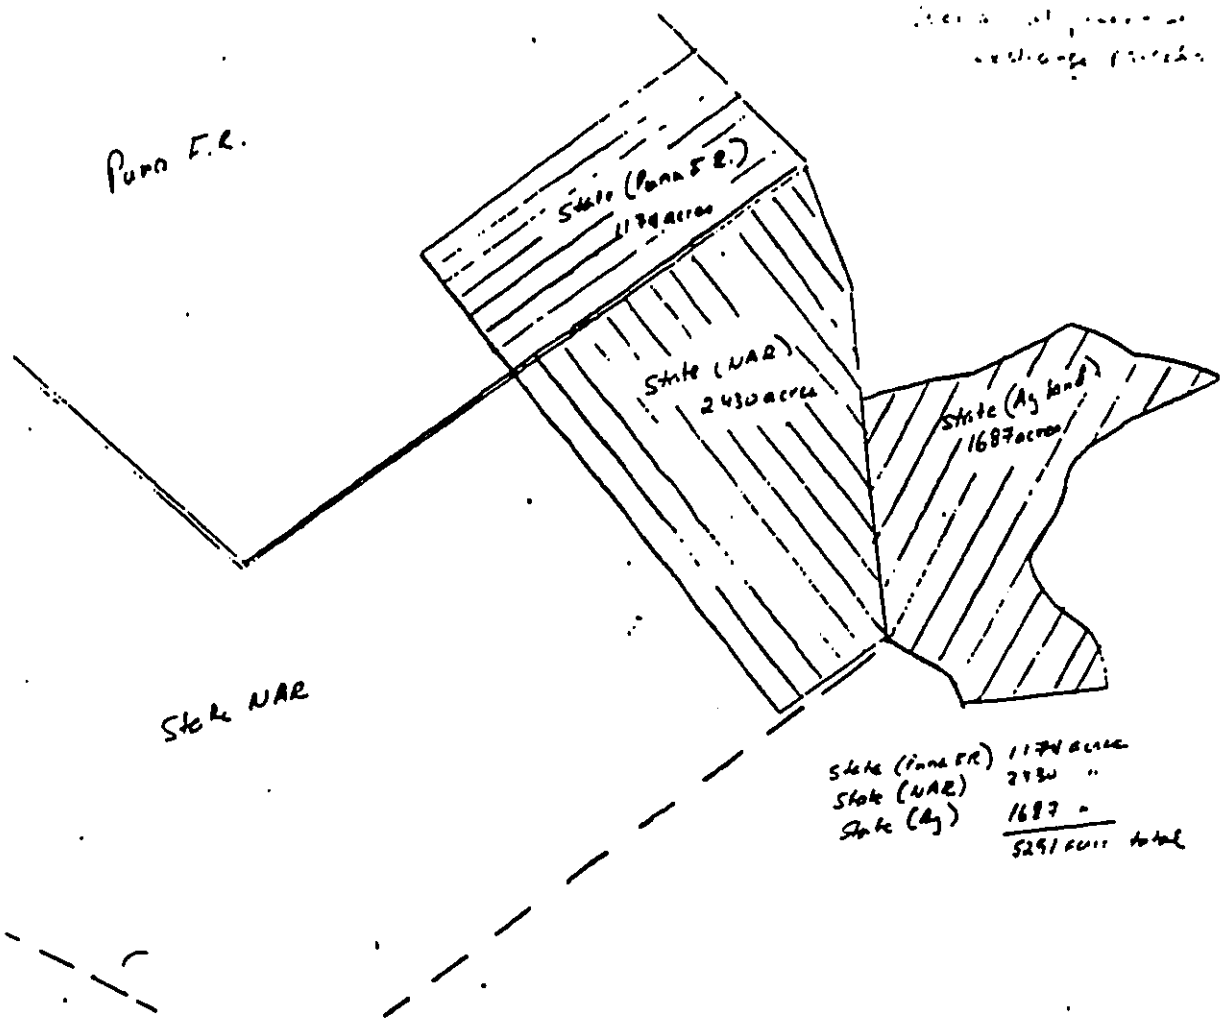 Puna F.R.
State (Puna F.R.)
1174 acres
State (NAR)
2430 acres
State (Ag land)
1687 acres
State NAR
State (Puna FR) 1174 acres
State (NAR) 2430 "
State (Ag) 1687 "
5291 acres total